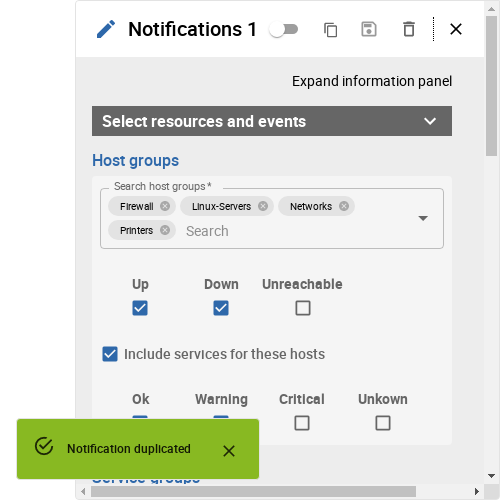 Notifications 1
Expand information panel
Select resources and events
Host groups
Search host groups *
Firewall Linux-Servers Networks
Printers Search
Up Down Unreachable
Include services for these hosts
Ok Warning Critical Unkown
Notification duplicated
Service groups